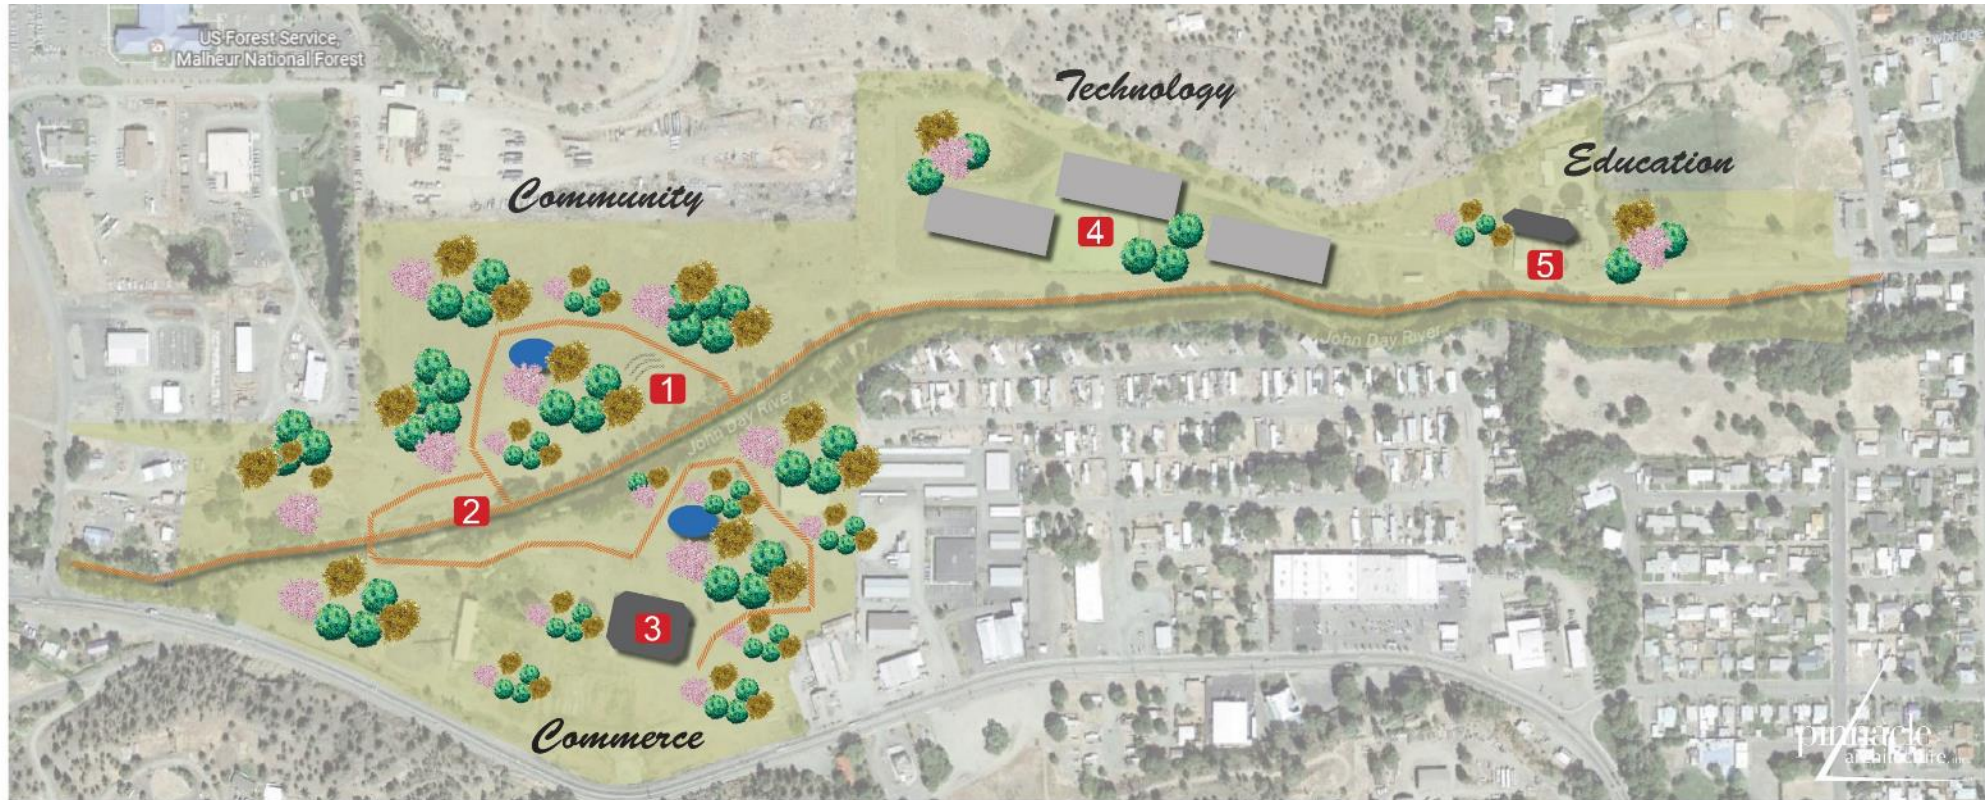 US Forest Service,
Malheur National Forest
Technology
Education
Community
4
5
John Day River
1
John Day River
2
3
Commerce
pinnacle
architecture